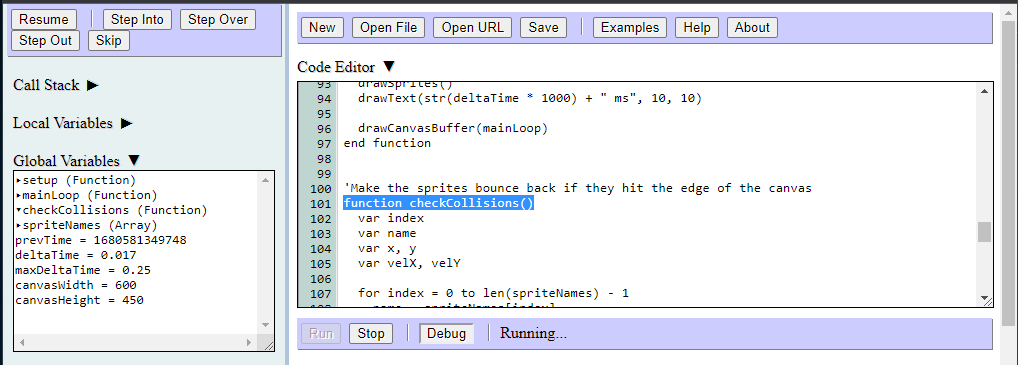 Resume | Step Into Step Over
Step Out Skip
Call Stack ▶
Local Variables ▶
Global Variables ▼
▸setup (Function)
▸mainLoop (Function)
▾checkCollisions (Function)
▸spriteNames (Array)
prevTime = 1680581349748
deltaTime = 0.017
maxDeltaTime = 0.25
canvasWidth = 600
canvasHeight = 450
New Open File Open URL Save | Examples Help About
Code Editor ▼
93 drawSprites()
94 drawText(str(deltaTime * 1000) + " ms", 10, 10)
95
96 drawCanvasBuffer(mainLoop)
97 end function
98
99
100 'Make the sprites bounce back if they hit the edge of the canvas
101 function checkCollisions()
102 var index
103 var name
104 var x, y
105 var velX, velY
106
107 for index = 0 to len(spriteNames) - 1
Run Stop | Debug | Running...